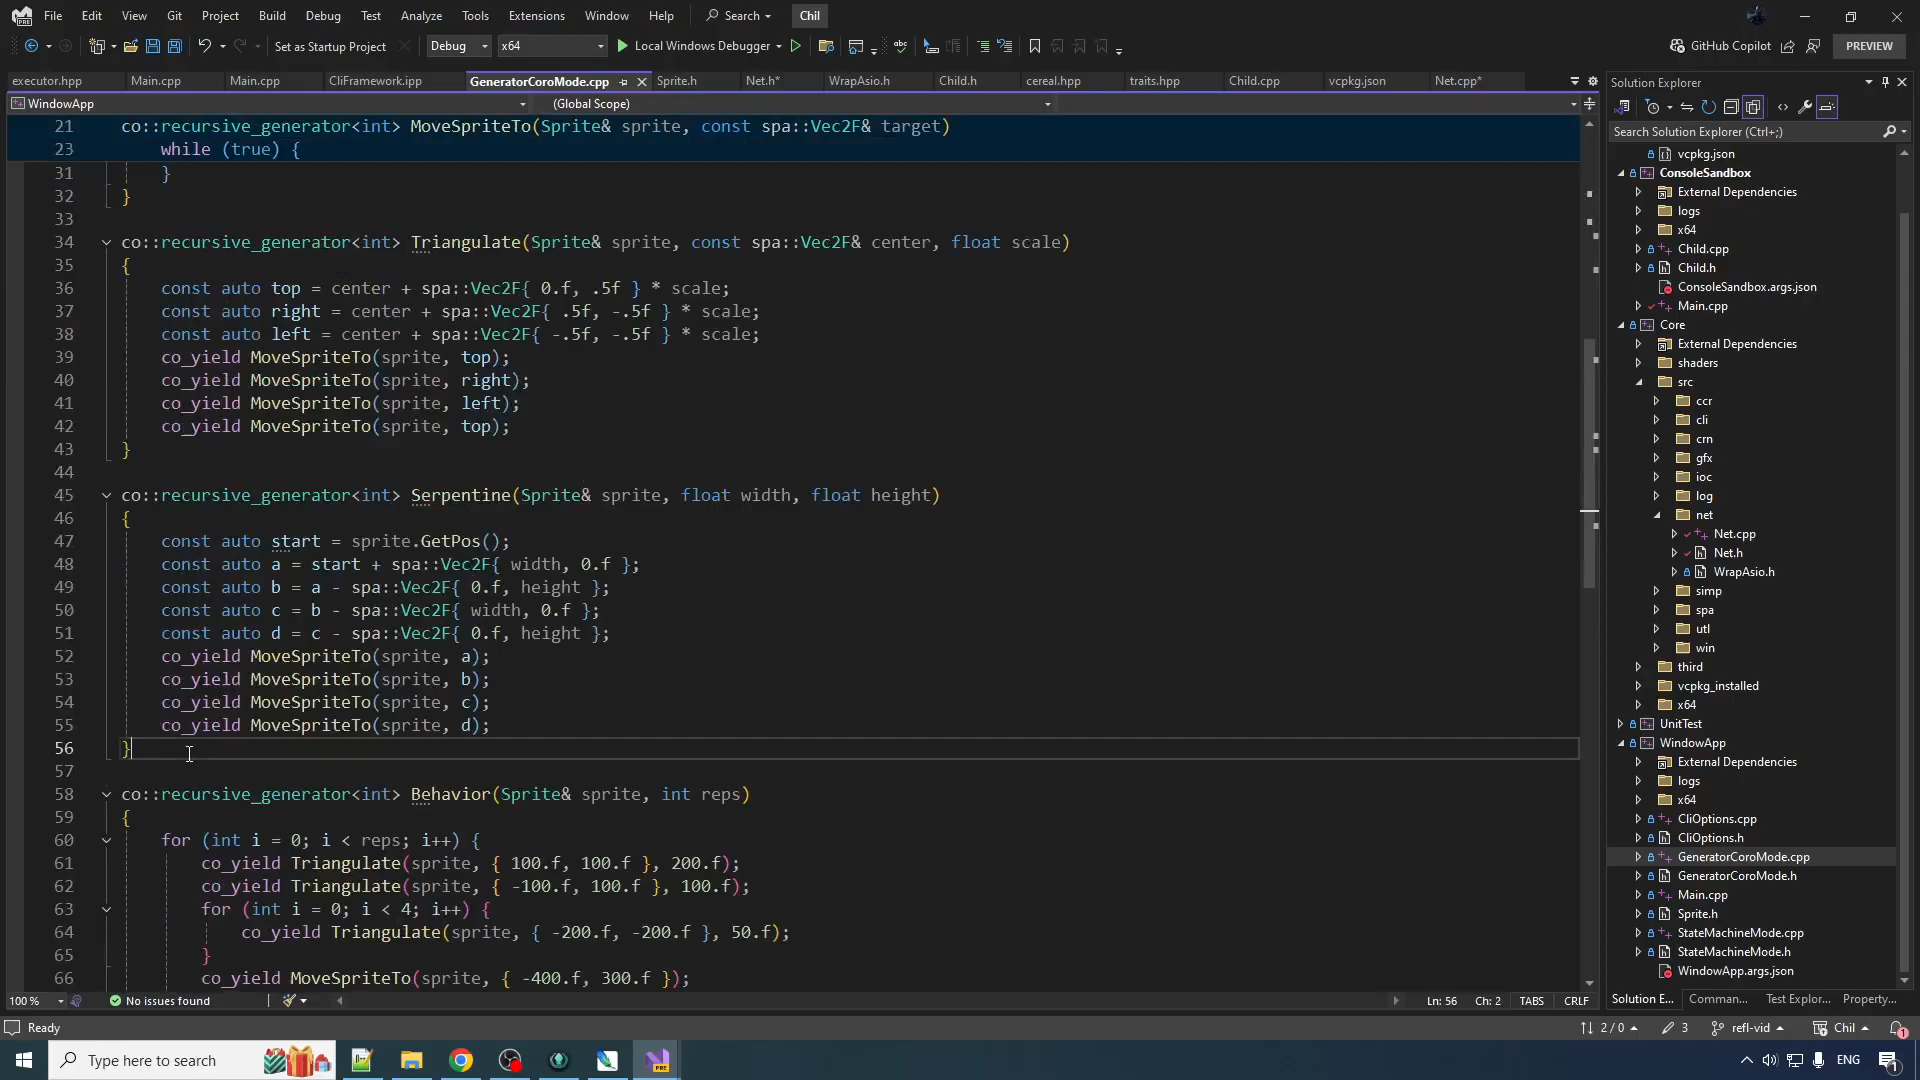 File Edit View Git Project Build Debug Test Analyze Tools Extensions Window Help Search Chil
Set as Startup Project Debug x64 Local Windows Debugger GitHub Copilot PREVIEW
executor.hpp Main.cpp Main.cpp CliFramework.ipp GeneratorCoroMode.cpp Sprite.h Net.h* WrapAsio.h Child.h cereal.hpp traits.hpp Child.cpp vcpkg.json Net.cpp*
WindowApp (Global Scope)
21 co::recursive_generator<int> MoveSpriteTo(Sprite& sprite, const spa::Vec2F& target)
23 while (true) {
31 }
32 }
33
34 co::recursive_generator<int> Triangulate(Sprite& sprite, const spa::Vec2F& center, float scale)
35 {
36 const auto top = center + spa::Vec2F{ 0.f, .5f } * scale;
37 const auto right = center + spa::Vec2F{ .5f, -.5f } * scale;
38 const auto left = center + spa::Vec2F{ -.5f, -.5f } * scale;
39 co_yield MoveSpriteTo(sprite, top);
40 co_yield MoveSpriteTo(sprite, right);
41 co_yield MoveSpriteTo(sprite, left);
42 co_yield MoveSpriteTo(sprite, top);
43 }
44
45 co::recursive_generator<int> Serpentine(Sprite& sprite, float width, float height)
46 {
47 const auto start = sprite.GetPos();
48 const auto a = start + spa::Vec2F{ width, 0.f };
49 const auto b = a - spa::Vec2F{ 0.f, height };
50 const auto c = b - spa::Vec2F{ width, 0.f };
51 const auto d = c - spa::Vec2F{ 0.f, height };
52 co_yield MoveSpriteTo(sprite, a);
53 co_yield MoveSpriteTo(sprite, b);
54 co_yield MoveSpriteTo(sprite, c);
55 co_yield MoveSpriteTo(sprite, d);
56 }
57
58 co::recursive_generator<int> Behavior(Sprite& sprite, int reps)
59 {
60 for (int i = 0; i < reps; i++) {
61 co_yield Triangulate(sprite, { 100.f, 100.f }, 200.f);
62 co_yield Triangulate(sprite, { -100.f, 100.f }, 100.f);
63 for (int i = 0; i < 4; i++) {
64 co_yield Triangulate(sprite, { -200.f, -200.f }, 50.f);
65 }
66 co_yield MoveSpriteTo(sprite, { -400.f, 300.f });
100 % No issues found Ln: 56 Ch: 2 TABS CRLF
Solution Explorer
Search Solution Explorer (Ctrl+;)
vcpkg.json
ConsoleSandbox
External Dependencies
logs
x64
Child.cpp
Child.h
ConsoleSandbox.args.json
Main.cpp
Core
External Dependencies
shaders
src
ccr
cli
crn
gfx
ioc
log
net
Net.cpp
Net.h
WrapAsio.h
simp
spa
utl
win
third
vcpkg_installed
x64
UnitTest
WindowApp
External Dependencies
logs
x64
CliOptions.cpp
CliOptions.h
GeneratorCoroMode.cpp
GeneratorCoroMode.h
Main.cpp
Sprite.h
StateMachineMode.cpp
StateMachineMode.h
WindowApp.args.json
Solution E... Comman... Test Explor... Property...
Ready 2 / 0 3 refl-vid Chil 1
Type here to search PRE ENG 1